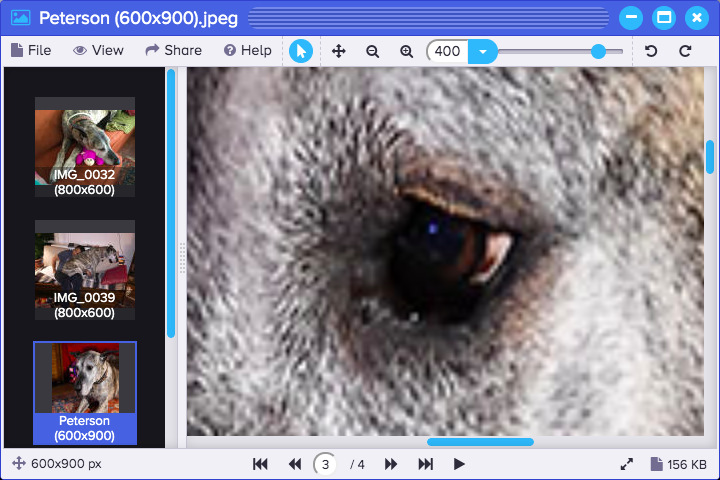 Peterson (600x900).jpeg
File View Share Help 400
IMG_0032
(800x600)
IMG_0039
(800x600)
Peterson
(600x900)
600x900 px 3 / 4 156 KB